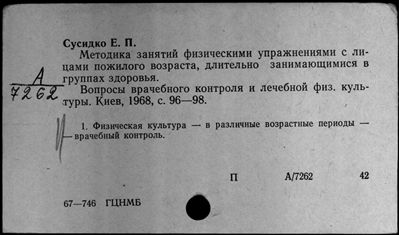 Сусидко Е. П.
Методика занятий физическими упражнениями с ли-
цами пожилого возраста, длительно занимающимися в
группах здоровья.
А
7262
Вопросы врачебного контроля и лечебной физ. куль-
туры. Киев, 1968, с. 96—98.
1. Физическая культура — в различные возрастные периоды —
— врачебный контроль.
П А/7262 42
67—746 ГЦНМБ